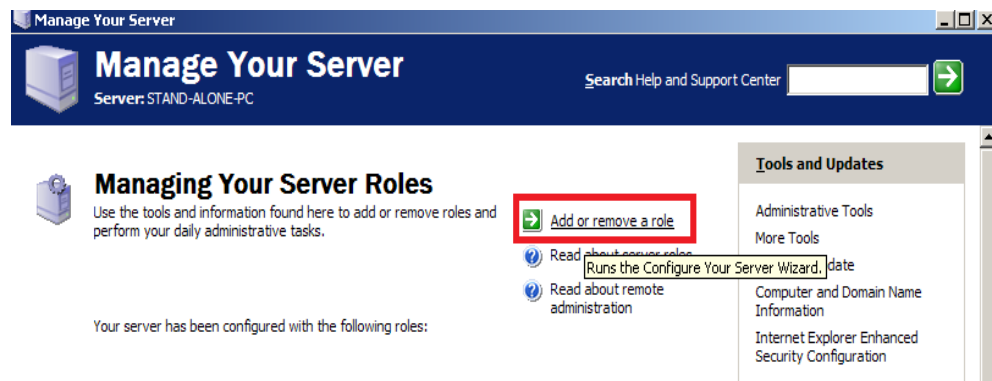 Manage Your Server
Manage Your Server
Server: STAND-ALONE-PC
Search Help and Support Center
Managing Your Server Roles
Use the tools and information found here to add or remove roles and
perform your daily administrative tasks.
Your server has been configured with the following roles:
Add or remove a role
Read about server roles
Runs the Configure Your Server Wizard.
Read about remote
administration
Tools and Updates
Administrative Tools
More Tools
date
Computer and Domain Name
Information
Internet Explorer Enhanced
Security Configuration